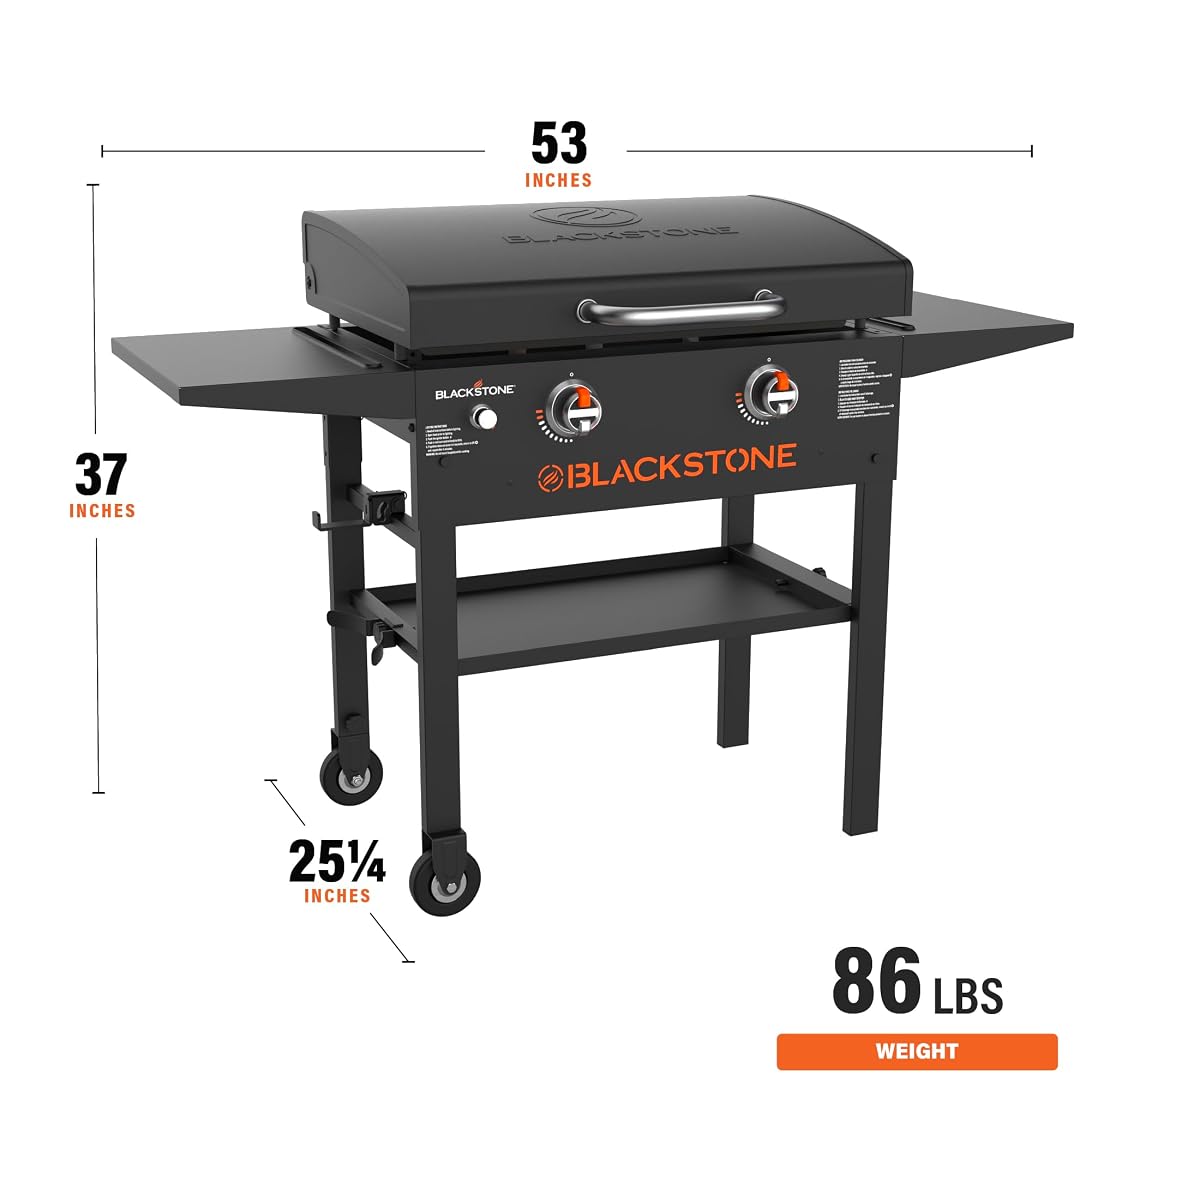 53
INCHES
BLACKSTONE
37
INCHES
BLACKSTONE
BLACKSTONE
25¼
INCHES
86 LBS
WEIGHT